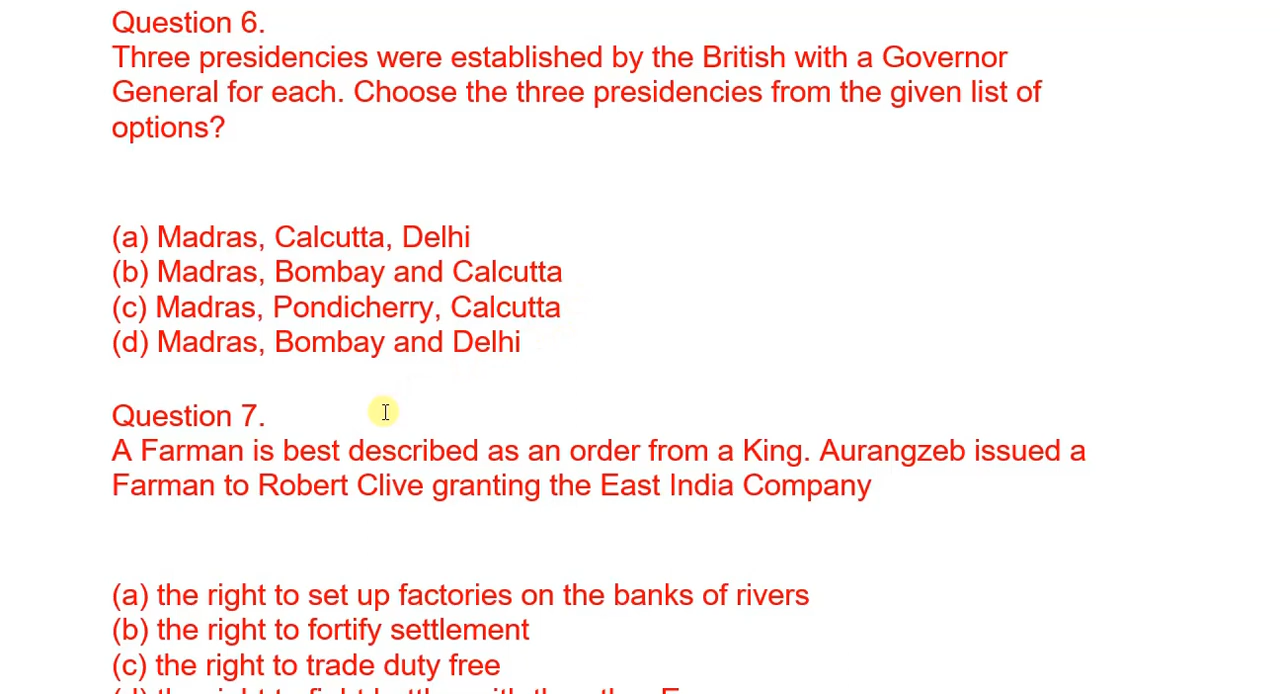 Question 6.
Three presidencies were established by the British with a Governor
General for each. Choose the three presidencies from the given list of
options?
(a) Madras, Calcutta, Delhi
(b) Madras, Bombay and Calcutta
(c) Madras, Pondicherry, Calcutta
(d) Madras, Bombay and Delhi
Question 7.
A Farman is best described as an order from a King. Aurangzeb issued a
Farman to Robert Clive granting the East India Company
(a) the right to set up factories on the banks of rivers
(b) the right to fortify settlement
(c) the right to trade duty free